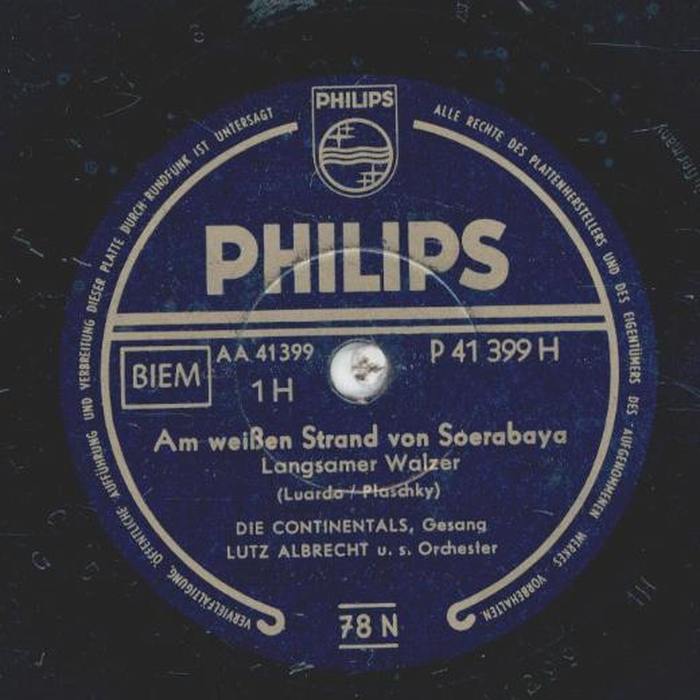 PHILIPS
ALLE RECHTE DES PLATTENHERSTELLERS UND DES EIGENTÜMERS DES AUFGENOMMENEN WERKES VORBEHALTEN.
VERVIELFÄLTIGUNG, ÖFFENTLICHE AUFFÜHRUNG UND VERBREITUNG DIESER PLATTE DURCH RUNDFUNK IST UNTERSAGT
PHILIPS
BIEM
AA 41399
P 41 399 H
1 H
Am weißen Strand von Soerabaya
Langsamer Walzer
(Luardo / Plaschky)
DIE CONTINENTALS, Gesang
LUTZ ALBRECHT u. s. Orchester
78 N